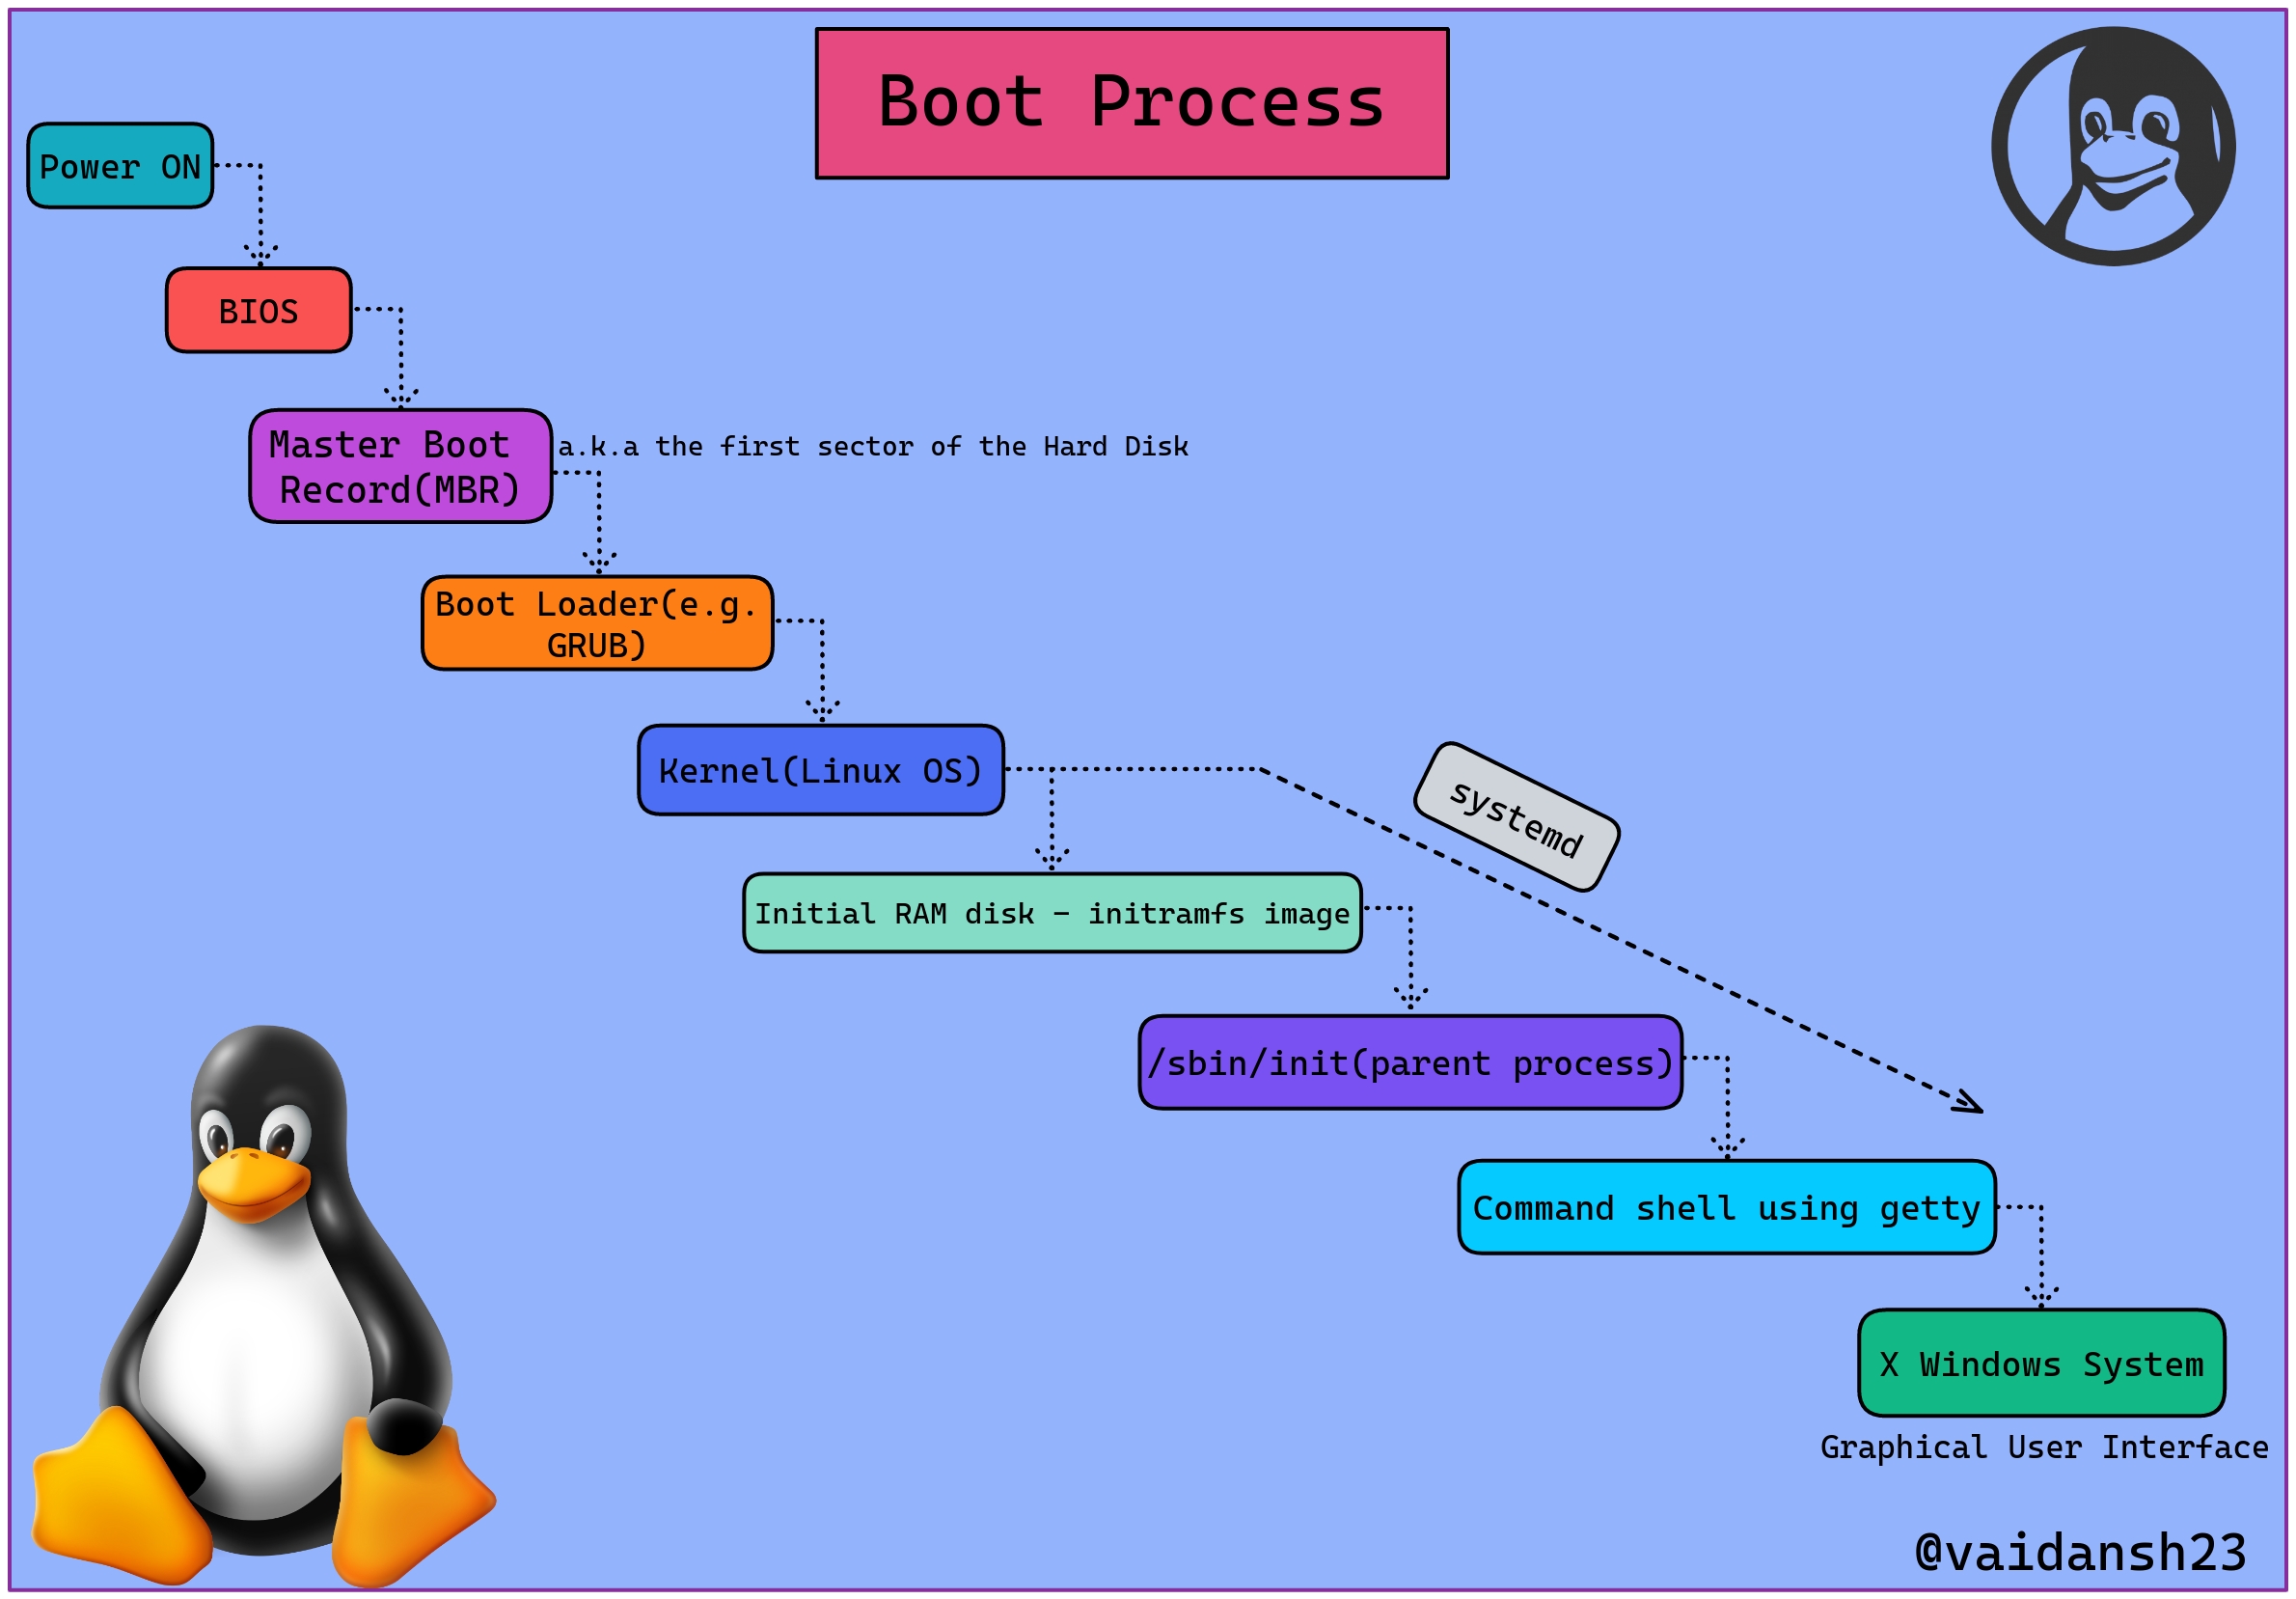 Boot Process
Power ON
BIOS
Master Boot
Record(MBR)
a.k.a the first sector of the Hard Disk
Boot Loader(e.g.
GRUB)
Kernel(Linux OS)
systemd
Initial RAM disk - initramfs image
/sbin/init(parent process)
Command shell using getty
X Windows System
Graphical User Interface
@vaidansh23